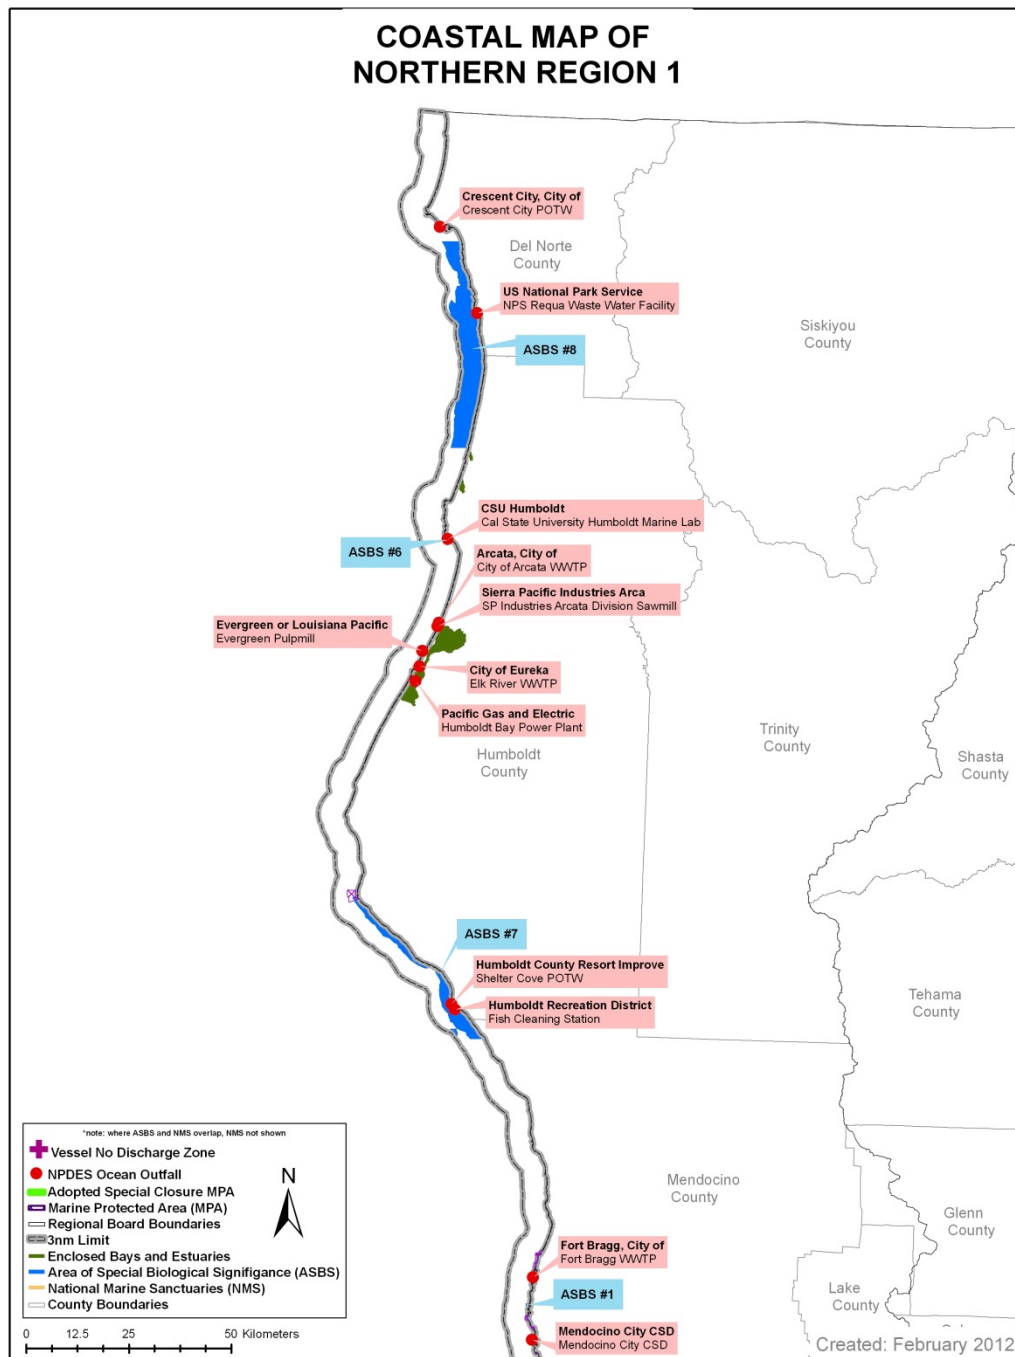 COASTAL MAP OF
NORTHERN REGION 1
Crescent City, City of
Crescent City POTW
Del Norte
County
US National Park Service
NPS Requa Waste Water Facility
Siskiyou
County
ASBS #8
CSU Humboldt
Cal State University Humboldt Marine Lab
ASBS #6
Arcata, City of
City of Arcata WWTP
Sierra Pacific Industries Arca
SP Industries Arcata Division Sawmill
Evergreen or Louisiana Pacific
Evergreen Pulpmill
City of Eureka
Elk River WWTP
Pacific Gas and Electric
Humboldt Bay Power Plant
Humboldt
County
Trinity
County
Shasta
County
ASBS #7
Humboldt County Resort Improve
Shelter Cove POTW
Humboldt Recreation District
Fish Cleaning Station
Tehama
County
Mendocino
County
Glenn
County
Fort Bragg, City of
Fort Bragg WWTP
Lake
County
ASBS #1
Mendocino City CSD
Mendocino City CSD
*note: where ASBS and NMS overlap, NMS not shown
Vessel No Discharge Zone
NPDES Ocean Outfall
Adopted Special Closure MPA
Marine Protected Area (MPA)
Regional Board Boundaries
3nm Limit
Enclosed Bays and Estuaries
Area of Special Biological Signifigance (ASBS)
National Marine Sanctuaries (NMS)
County Boundaries
N
0 12.5 25 50 Kilometers
Created: February 2012